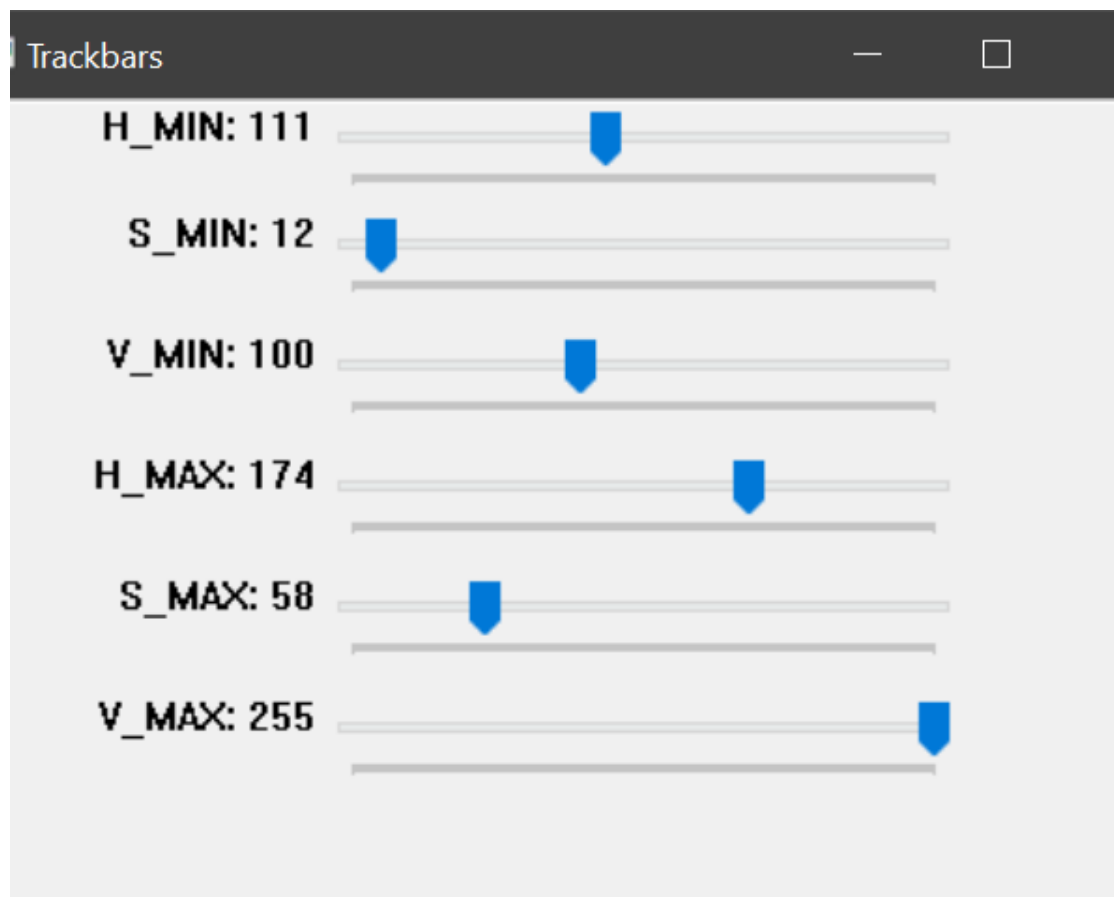 Trackbars
H_MIN: 111
S_MIN: 12
V_MIN: 100
H_MAX: 174
S_MAX: 58
V_MAX: 255